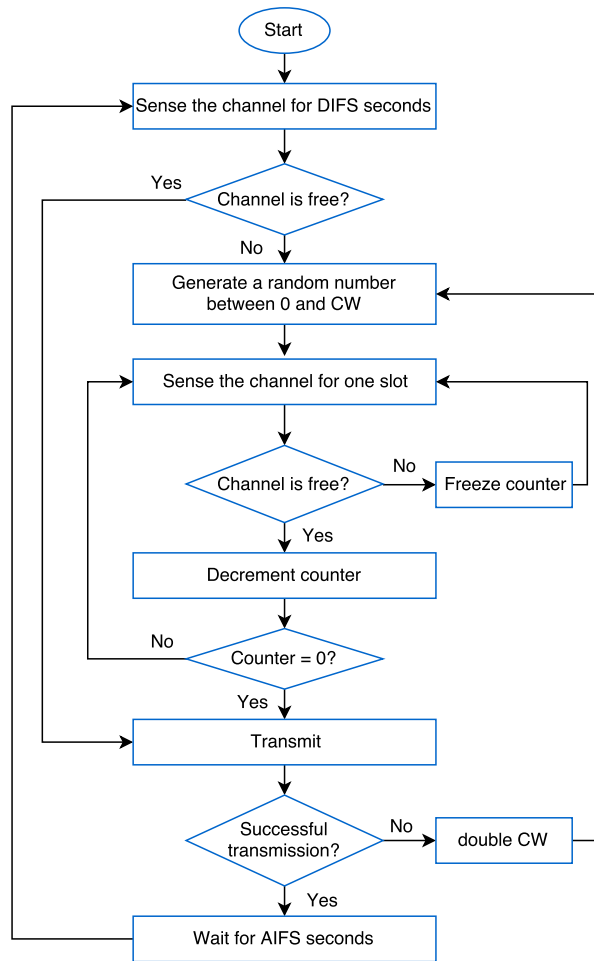 Start
Sense the channel for DIFS seconds
Yes
Channel is free?
No
Generate a random number
between 0 and CW
Sense the channel for one slot
Channel is free?
No
Freeze counter
Yes
Decrement counter
No
Counter = 0?
Yes
Transmit
Successful
transmission?
No
double CW
Yes
Wait for AIFS seconds